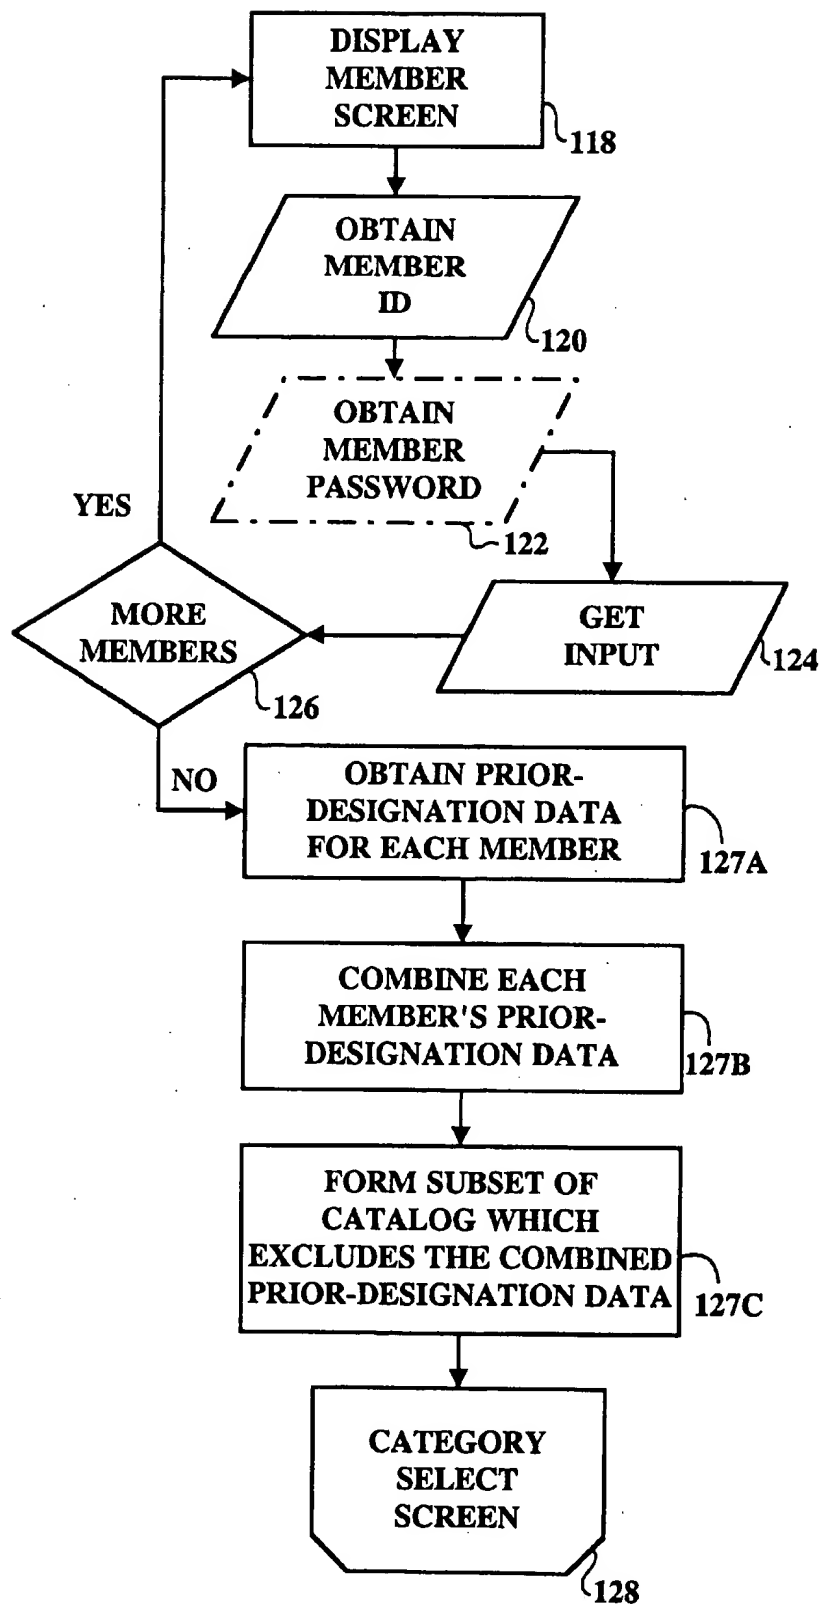 DISPLAY
MEMBER
SCREEN
118
OBTAIN
MEMBER
ID
120
OBTAIN
MEMBER
PASSWORD
122
YES
GET
INPUT
124
MORE
MEMBERS
126
NO
OBTAIN PRIOR-
DESIGNATION DATA
FOR EACH MEMBER
127A
COMBINE EACH
MEMBER'S PRIOR-
DESIGNATION DATA
127B
FORM SUBSET OF
CATALOG WHICH
EXCLUDES THE COMBINED
PRIOR-DESIGNATION DATA
127C
CATEGORY
SELECT
SCREEN
128